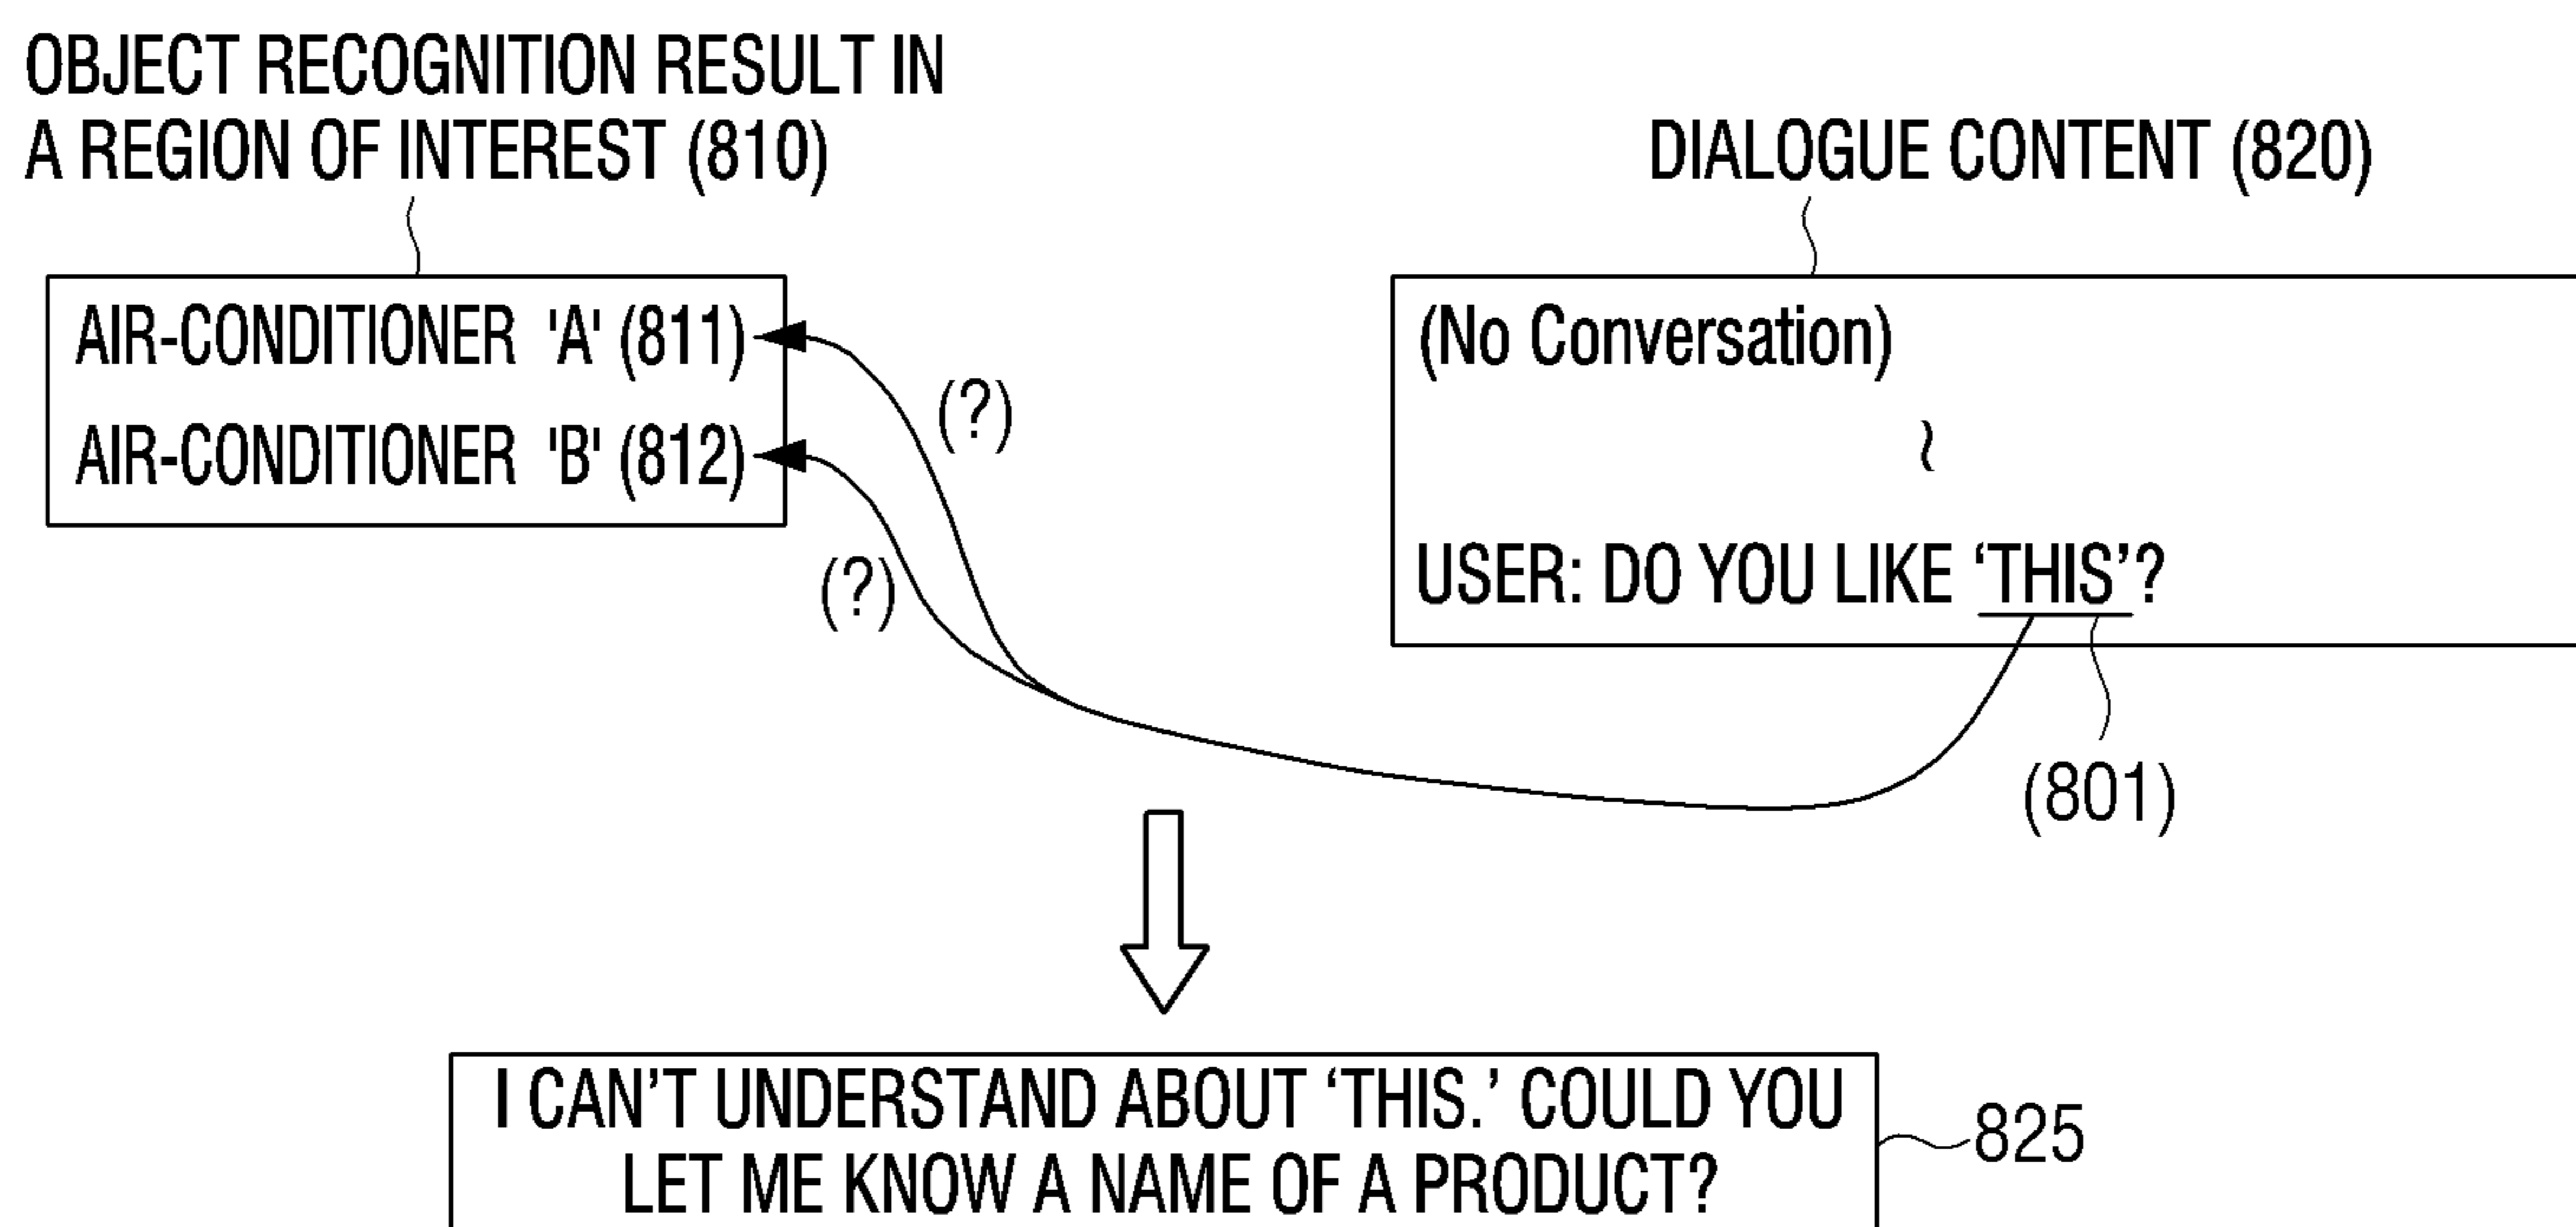 OBJECT RECOGNITION RESULT IN
A REGION OF INTEREST (810)
DIALOGUE CONTENT (820)
AIR-CONDITIONER 'A' (811)
AIR-CONDITIONER 'B' (812)
(?)
(?)
(No Conversation)
~
USER: DO YOU LIKE ‘THIS’?
(801)
I CAN’T UNDERSTAND ABOUT ‘THIS.’ COULD YOU
LET ME KNOW A NAME OF A PRODUCT?
825